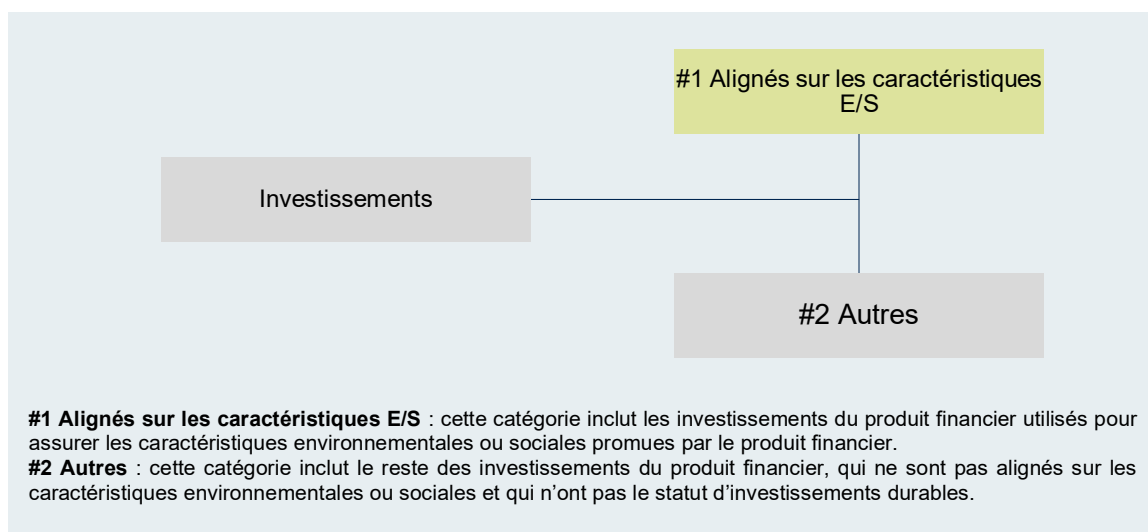 #1 Alignés sur les caractéristiques
E/S
Investissements
#2 Autres
#1 Alignés sur les caractéristiques E/S : cette catégorie inclut les investissements du produit financier utilisés pour
assurer les caractéristiques environnementales ou sociales promues par le produit financier.
#2 Autres : cette catégorie inclut le reste des investissements du produit financier, qui ne sont pas alignés sur les
caractéristiques environnementales ou sociales et qui n’ont pas le statut d’investissements durables.